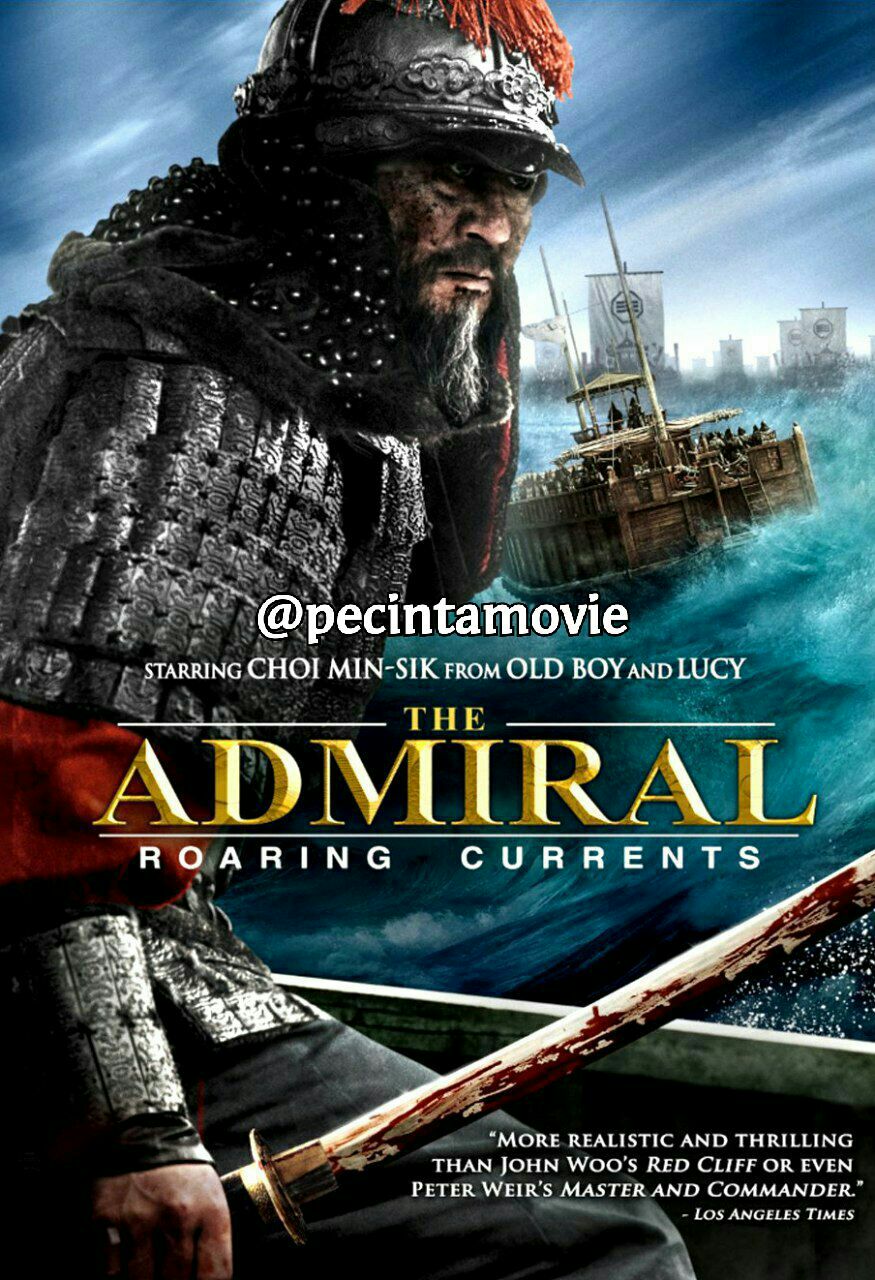 @pecintamovie
STARRING CHOI MIN-SIK FROM OLD BOY AND LUCY
THE
ADMIRAL
ROARING CURRENTS
“MORE REALISTIC AND THRILLING
THAN JOHN WOO’S RED CLIFF OR EVEN
PETER WEIR’S MASTER AND COMMANDER.”
- LOS ANGELES TIMES